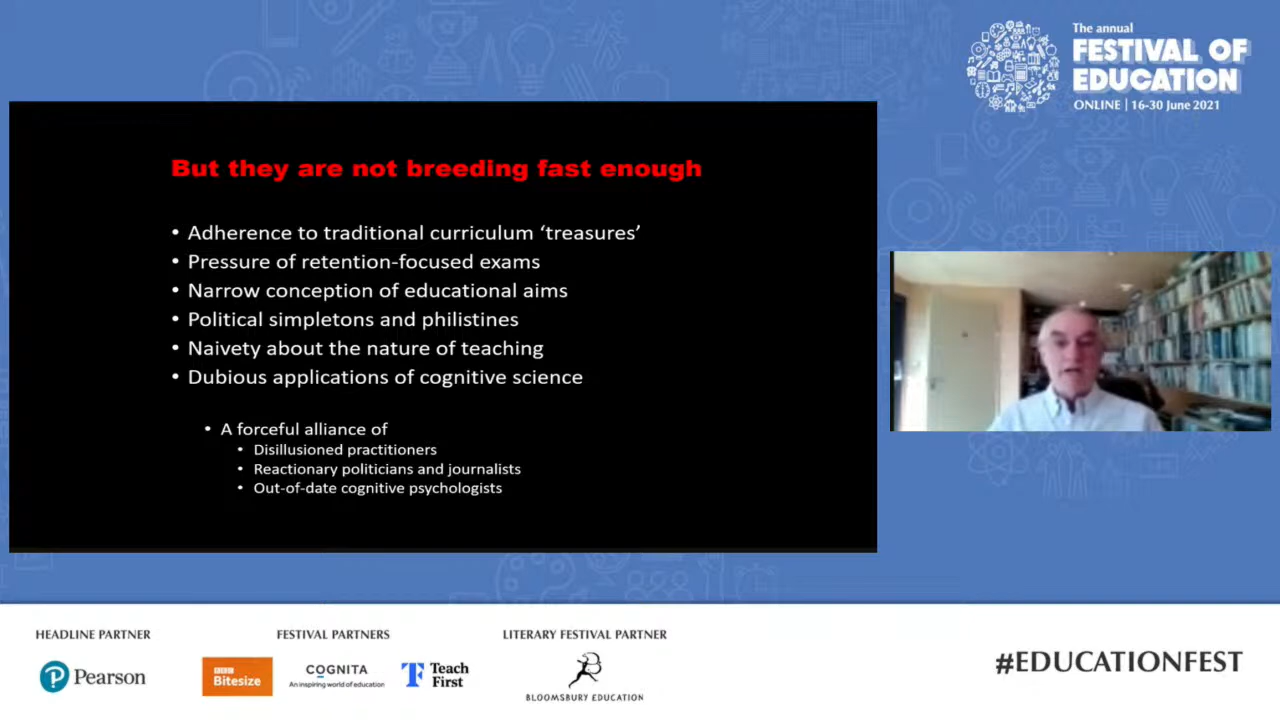 The annual
FESTIVAL OF
EDUCATION
ONLINE | 16-30 June 2021
But they are not breeding fast enough
• Adherence to traditional curriculum ‘treasures’
• Pressure of retention-focused exams
• Narrow conception of educational aims
• Political simpletons and philistines
• Naivety about the nature of teaching
• Dubious applications of cognitive science
• A forceful alliance of
• Disillusioned practitioners
• Reactionary politicians and journalists
• Out-of-date cognitive psychologists
HEADLINE PARTNER
FESTIVAL PARTNERS
LITERARY FESTIVAL PARTNER
Pearson
BBC
Bitesize
COGNITA
An inspiring world of education
Teach
First
BLOOMSBURY EDUCATION
#EDUCATIONFEST